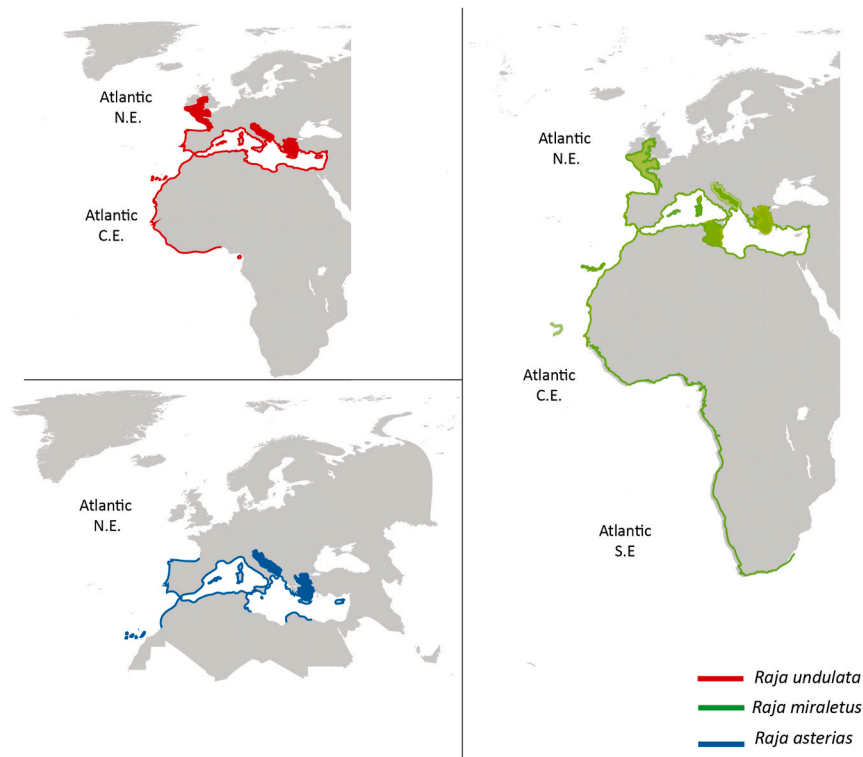 Atlantic
N.E.
Atlantic
C.E.
Atlantic
N.E.
Atlantic
N.E.
Atlantic
C.E.
Atlantic
S.E
Raja undulata
Raja miraletus
Raja asterias